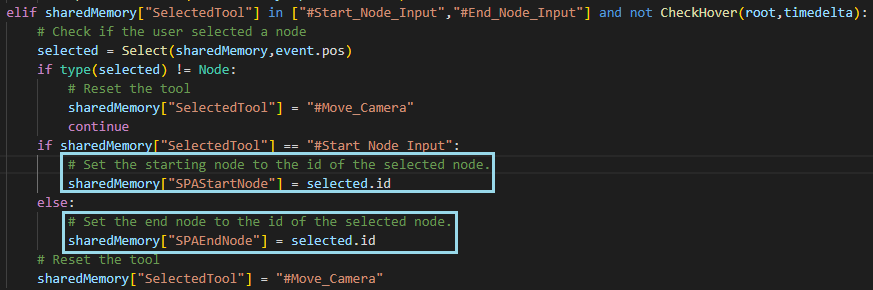 elif sharedMemory["SelectedTool"] in ["#Start_Node_Input","#End_Node_Input"] and not CheckHover(root,timedelta):
# Check if the user selected a node
selected = Select(sharedMemory,event.pos)
if type(selected) != Node:
# Reset the tool
sharedMemory["SelectedTool"] = "#Move_Camera"
continue
if sharedMemory["SelectedTool"] == "#Start_Node_Input":
# Set the starting node to the id of the selected node.
sharedMemory["SPAStartNode"] = selected.id
else:
# Set the end node to the id of the selected node.
sharedMemory["SPAEndNode"] = selected.id
# Reset the tool
sharedMemory["SelectedTool"] = "#Move_Camera"